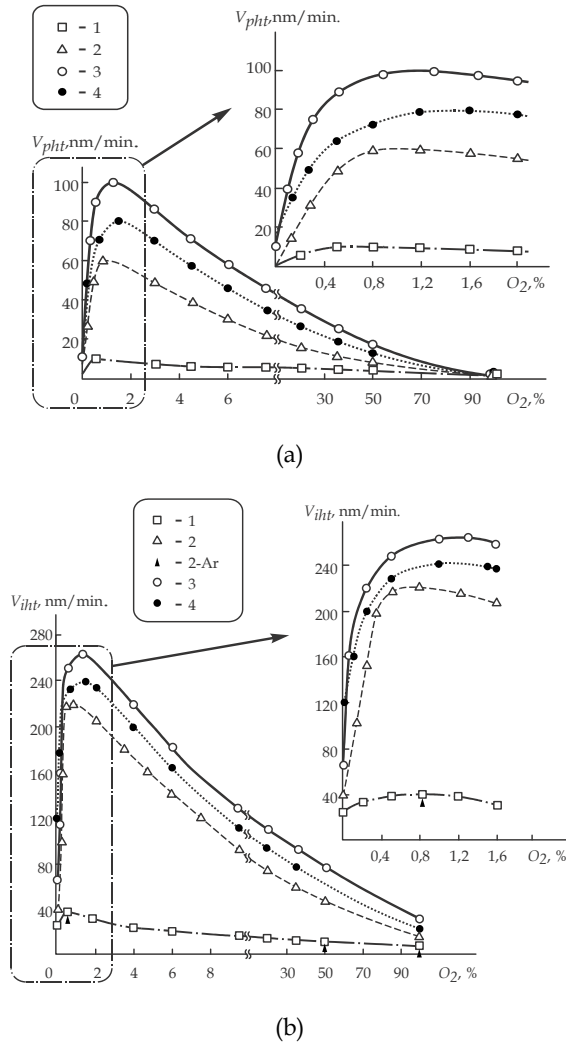 1
2
3
4
V_pht,nm/min.
100
80
60
40
20
0,4 0,8 1,2 1,6 O2,%
V_pht,nm/min.
100
80
60
40
20
0 2 4 6 30 50 70 90 O2,%
(a)
1
2
2-Ar
3
4
V_iht, nm/min.
280
240
200
160
120
80
40
0 2 4 6 8 30 50 70 90 O2, %
V_iht, nm/min.
240
200
160
120
80
40
0,4 0,8 1,2 1,6 O2, %
(b)